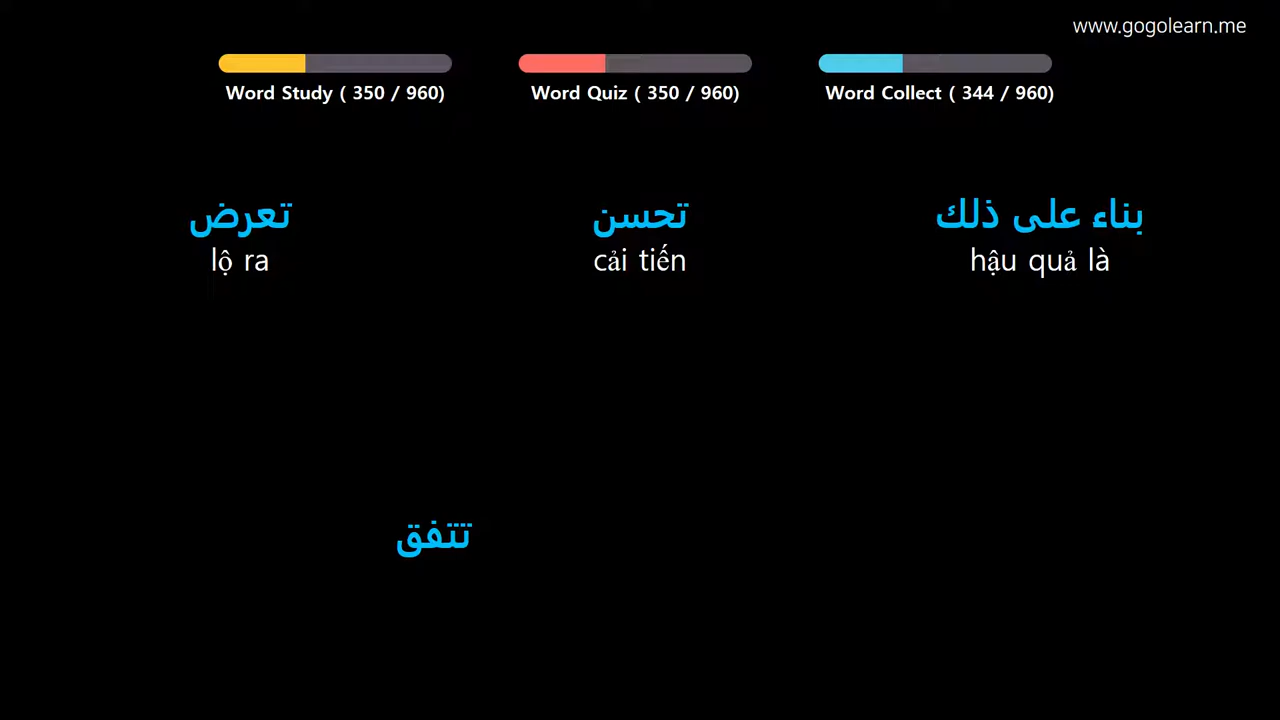 www.gogolearn.me
Word Study ( 350 / 960)
Word Quiz ( 350 / 960)
Word Collect ( 344 / 960)
تعرض
lộ ra
تحسن
cải tiến
بناء على ذلك
hậu quả là
تتفق